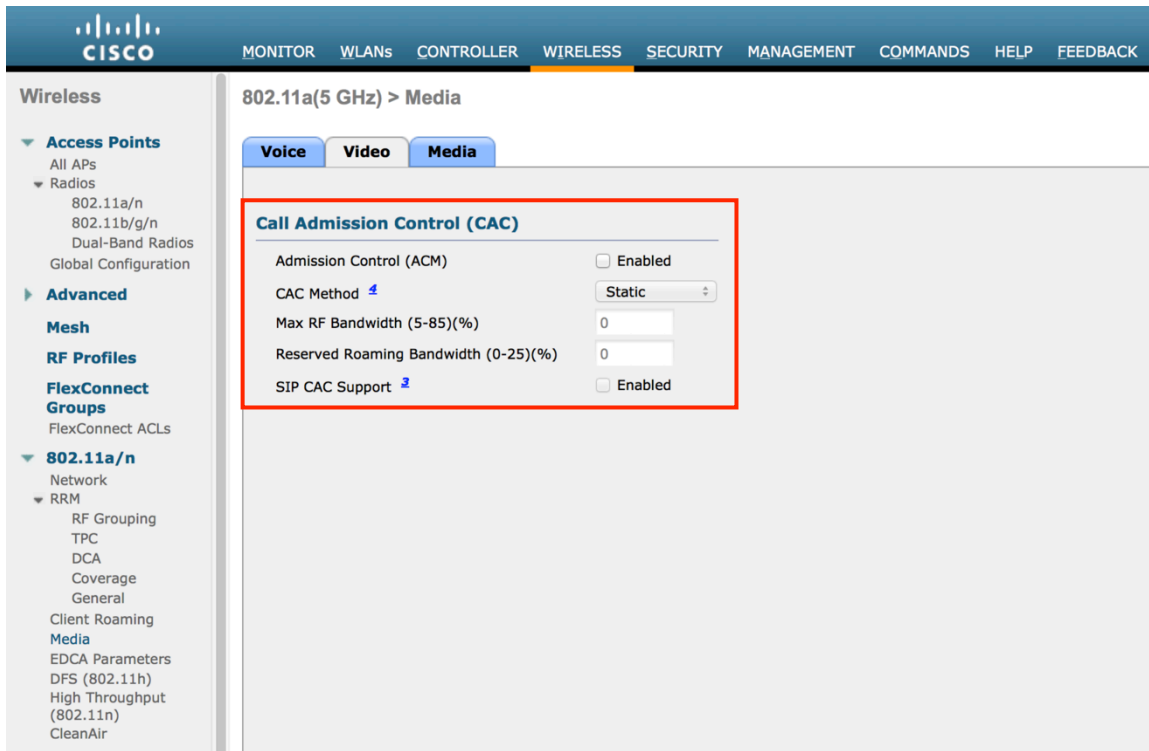 CISCO
MONITOR WLANs CONTROLLER WIRELESS SECURITY MANAGEMENT COMMANDS HELP FEEDBACK
Wireless
Access Points
All APs
Radios
802.11a/n
802.11b/g/n
Dual-Band Radios
Global Configuration
Advanced
Mesh
RF Profiles
FlexConnect
Groups
FlexConnect ACLs
802.11a/n
Network
RRM
RF Grouping
TPC
DCA
Coverage
General
Client Roaming
Media
EDCA Parameters
DFS (802.11h)
High Throughput
(802.11n)
CleanAir
802.11a(5 GHz) > Media
Voice Video Media
Call Admission Control (CAC)
Admission Control (ACM) Enabled
CAC Method 4 Static
Max RF Bandwidth (5-85)(%) 0
Reserved Roaming Bandwidth (0-25)(%) 0
SIP CAC Support 3 Enabled